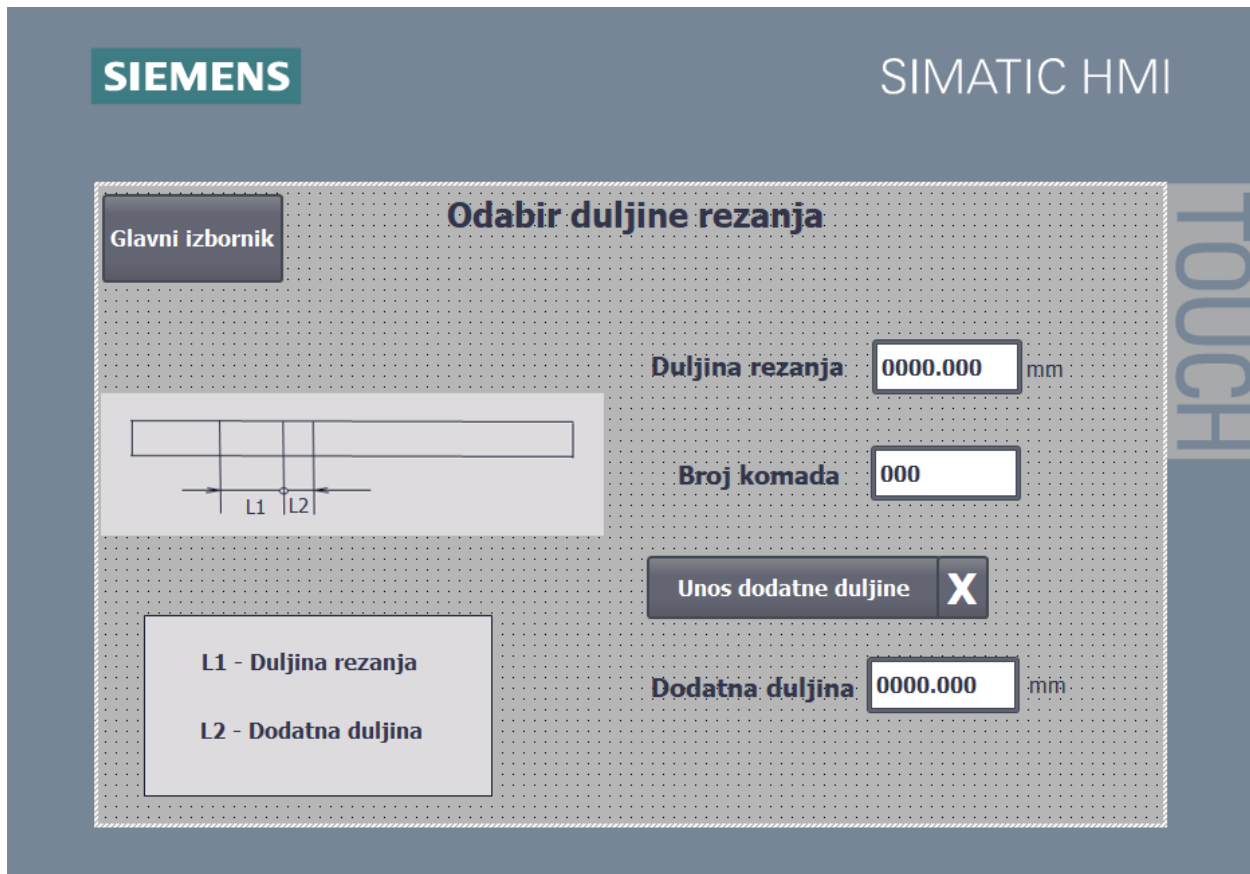 SIEMENS
SIMATIC HMI
TOUCH
Glavni izbornik
Odabir duljine rezanja
Duljina rezanja 0000.000 mm
L1 L2
Broj komada 000
Unos dodatne duljine X
L1 - Duljina rezanja
L2 - Dodatna duljina
Dodatna duljina 0000.000 mm